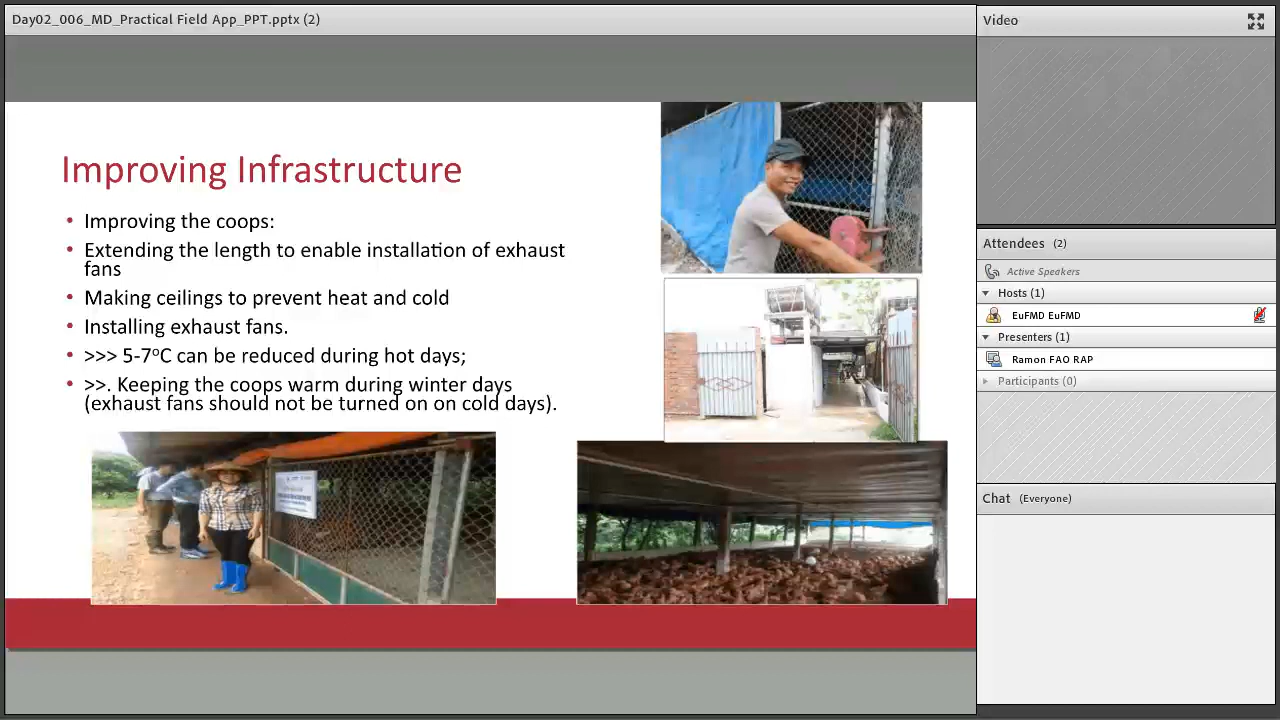 Day02_006_MD_Practical Field App_PPT.pptx (2)
Improving Infrastructure
• Improving the coops:
• Extending the length to enable installation of exhaust
fans
• Making ceilings to prevent heat and cold
• Installing exhaust fans.
• >>> 5-7ºC can be reduced during hot days;
• >>. Keeping the coops warm during winter days
(exhaust fans should not be turned on on cold days).
Video
Attendees (2)
Active Speakers
Hosts (1)
EuFMD EuFMD
Presenters (1)
Ramon FAO RAP
Participants (0)
Chat (Everyone)